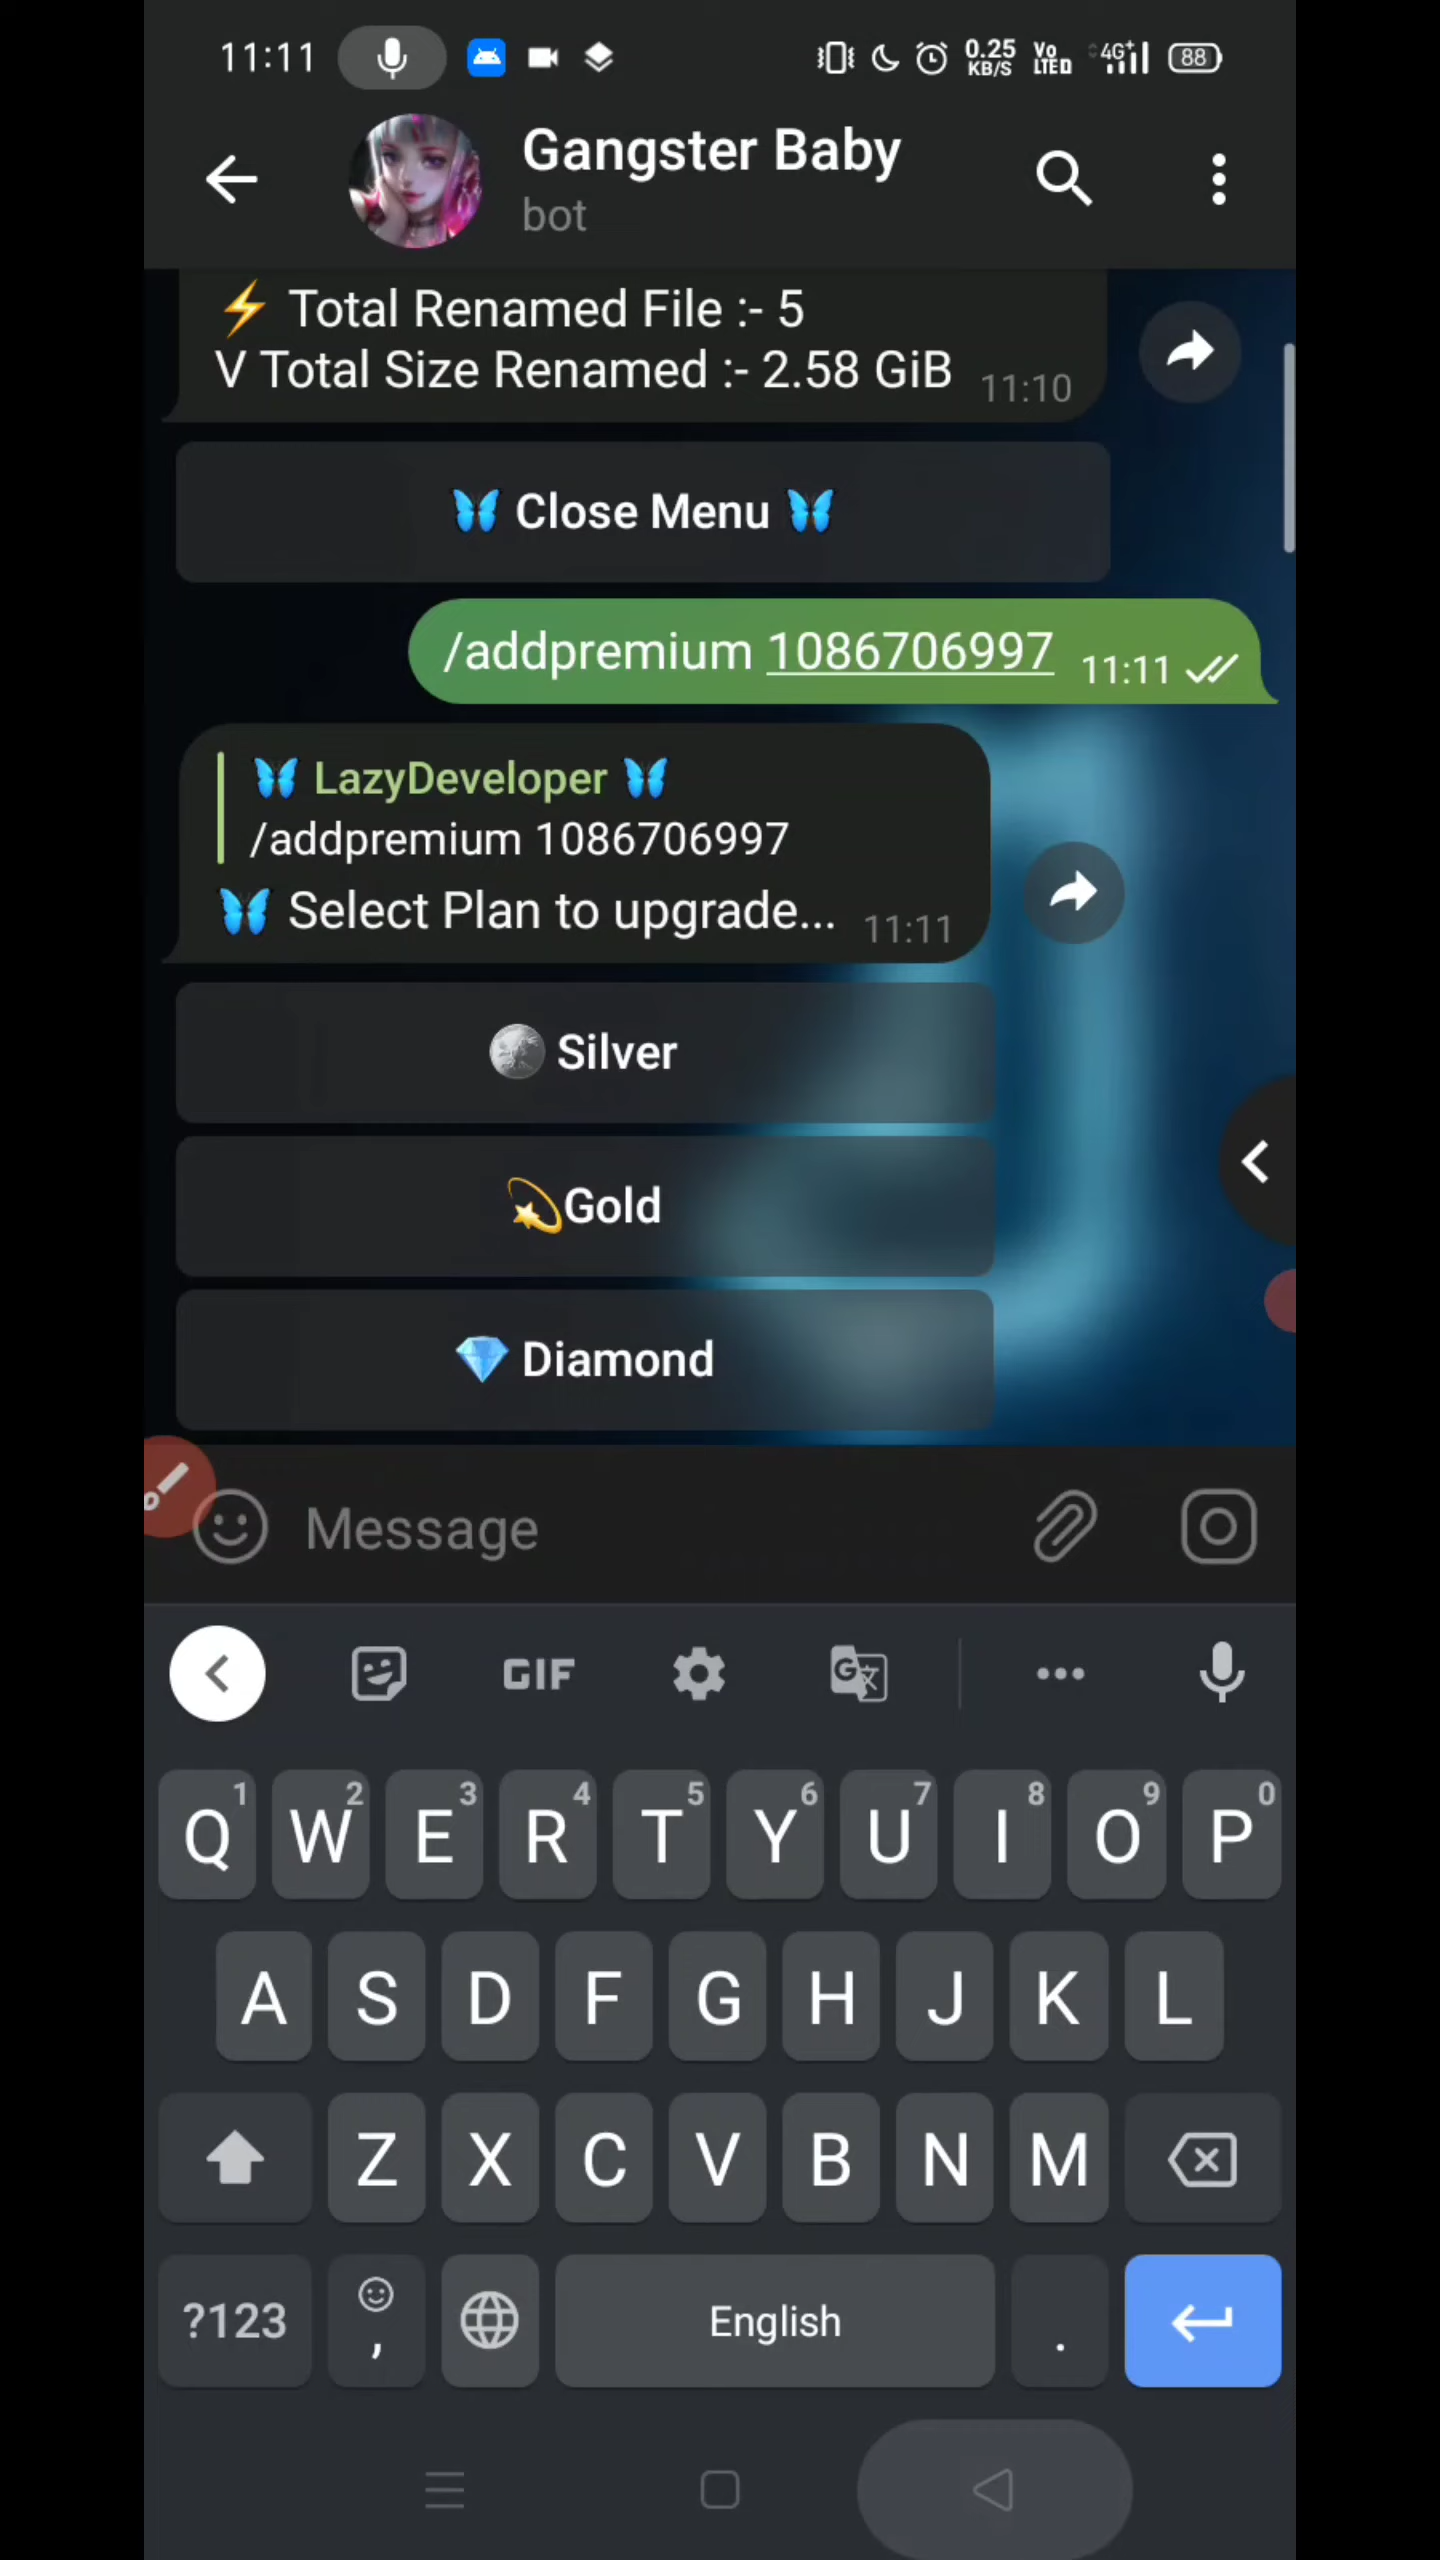 11:11 0.25 KB/S Vo LTE D 4G+ 88
Gangster Baby
bot
⚡ Total Renamed File :- 5
V Total Size Renamed :- 2.58 GiB 11:10
🦋 Close Menu 🦋
/addpremium 1086706997 11:11
🦋 LazyDeveloper 🦋
/addpremium 1086706997
🦋 Select Plan to upgrade... 11:11
Silver
💫Gold
💎 Diamond
Message
GIF G
Q1 W2 E3 R4 T5 Y6 U7 I8 O9 P0
A S D F G H J K L
Z X C V B N M
?123 , English .